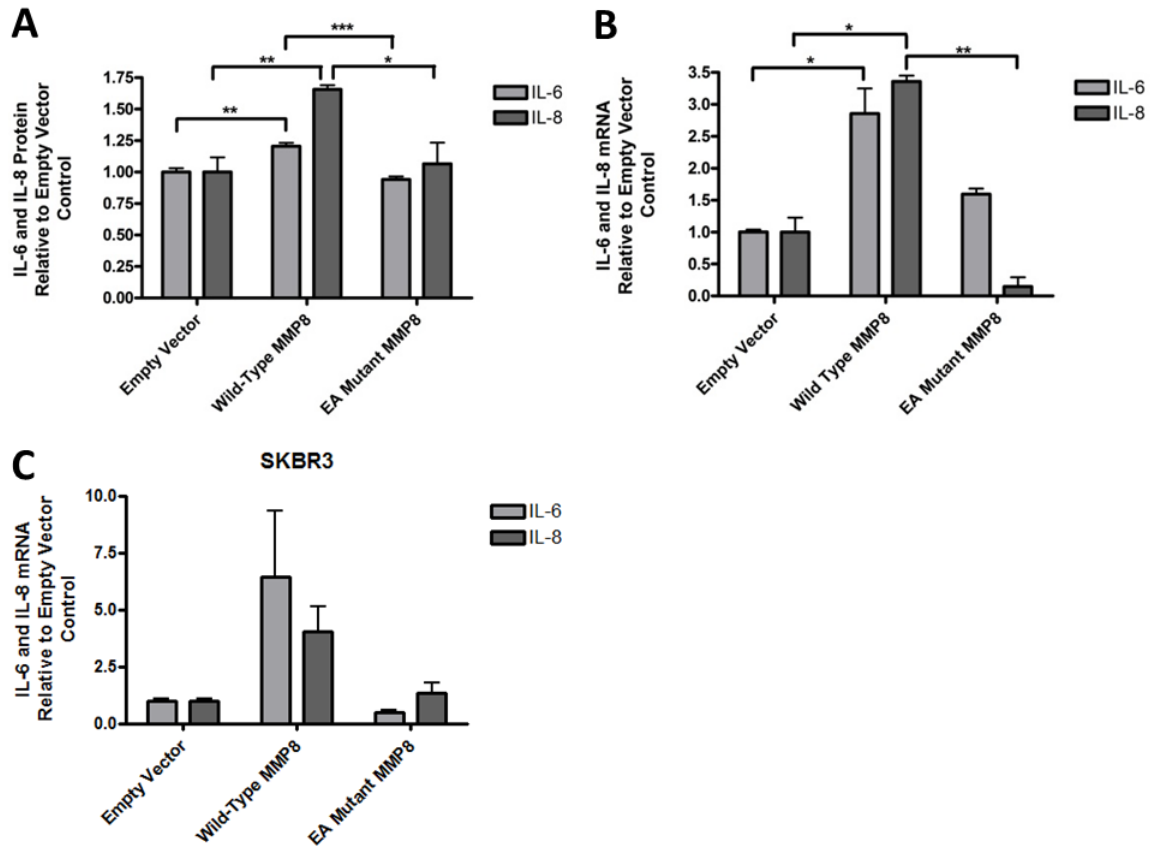 A
***
**
*
**
IL-6 and IL-8 Protein
Relative to Empty Vector
Control
1.75
1.50
1.25
1.00
0.75
0.50
0.25
0.00
Empty Vector
Wild-Type MMP8
EA Mutant MMP8
IL-6
IL-8
B
*
*
**
IL-6 and IL-8 mRNA
Relative to Empty Vector
Control
3.5
3.0
2.5
2.0
1.5
1.0
0.5
0.0
Empty Vector
Wild Type MMP8
EA Mutant MMP8
IL-6
IL-8
C
SKBR3
IL-6 and IL-8 mRNA
Relative to Empty Vector
Control
10.0
7.5
5.0
2.5
0.0
Empty Vector
Wild-Type MMP8
EA Mutant MMP8
IL-6
IL-8